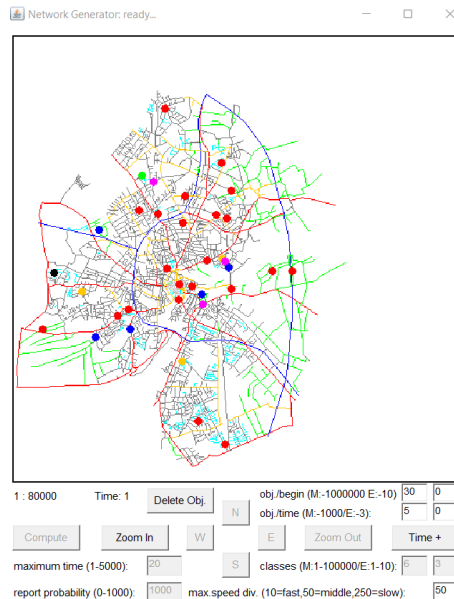 Network Generator: ready...
1 : 80000 Time: 1 Delete Obj. N obj./begin (M:-1000000 E:-10) 30 0
obj./time (M:-1000/E:-3): 5 0
Compute Zoom In W E Zoom Out Time +
maximum time (1-5000): 20 S classes (M:1-100000/E:1-10): 6 3
report probability (0-1000): 1000 max.speed div. (10=fast,50=middle,250=slow): 50